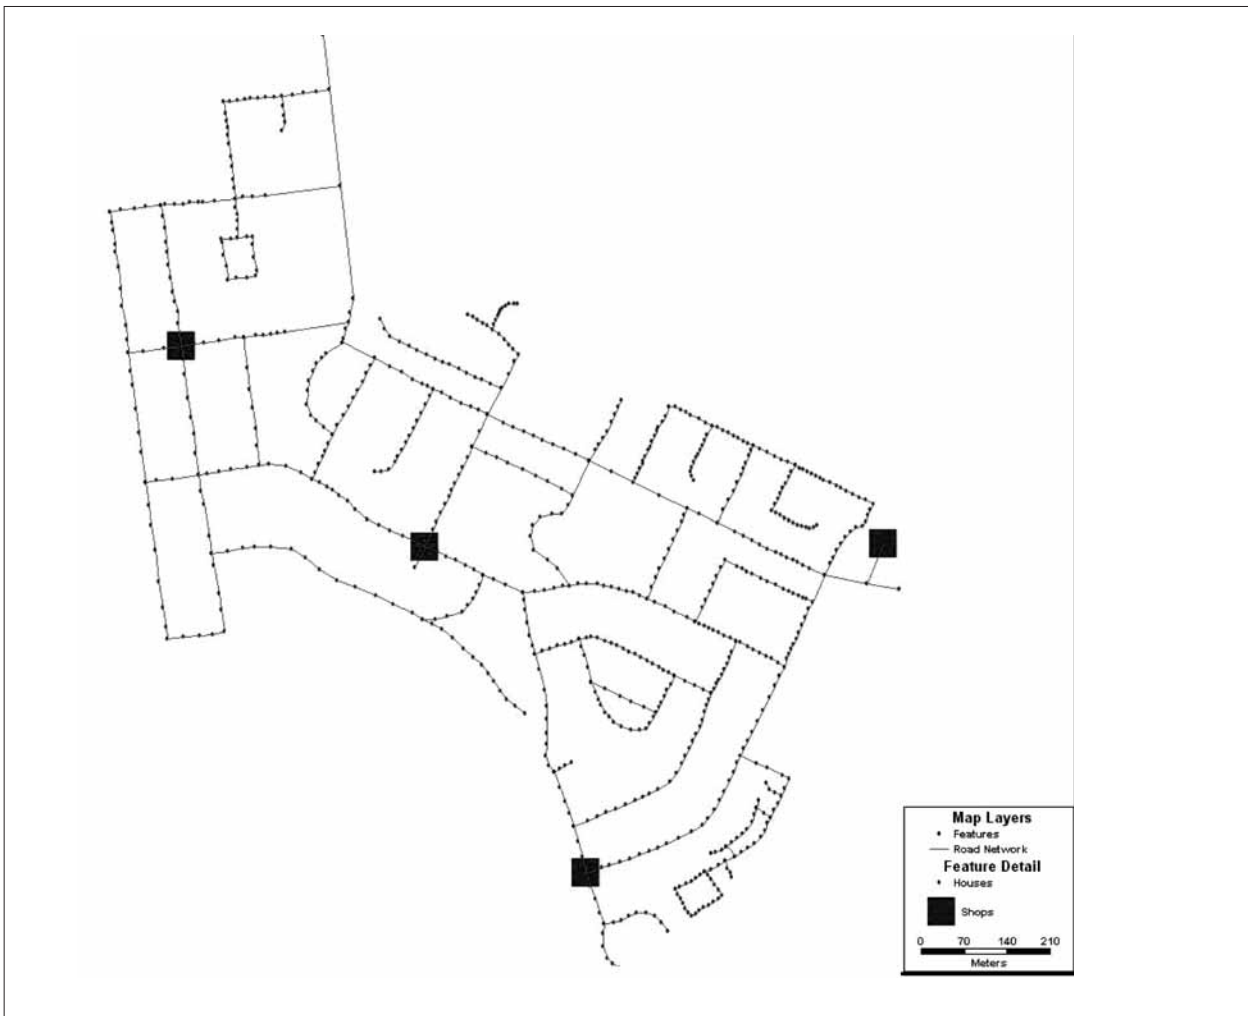 Map Layers
Features
Road Network
Feature Detail
Houses
Shops
0 70 140 210
Meters